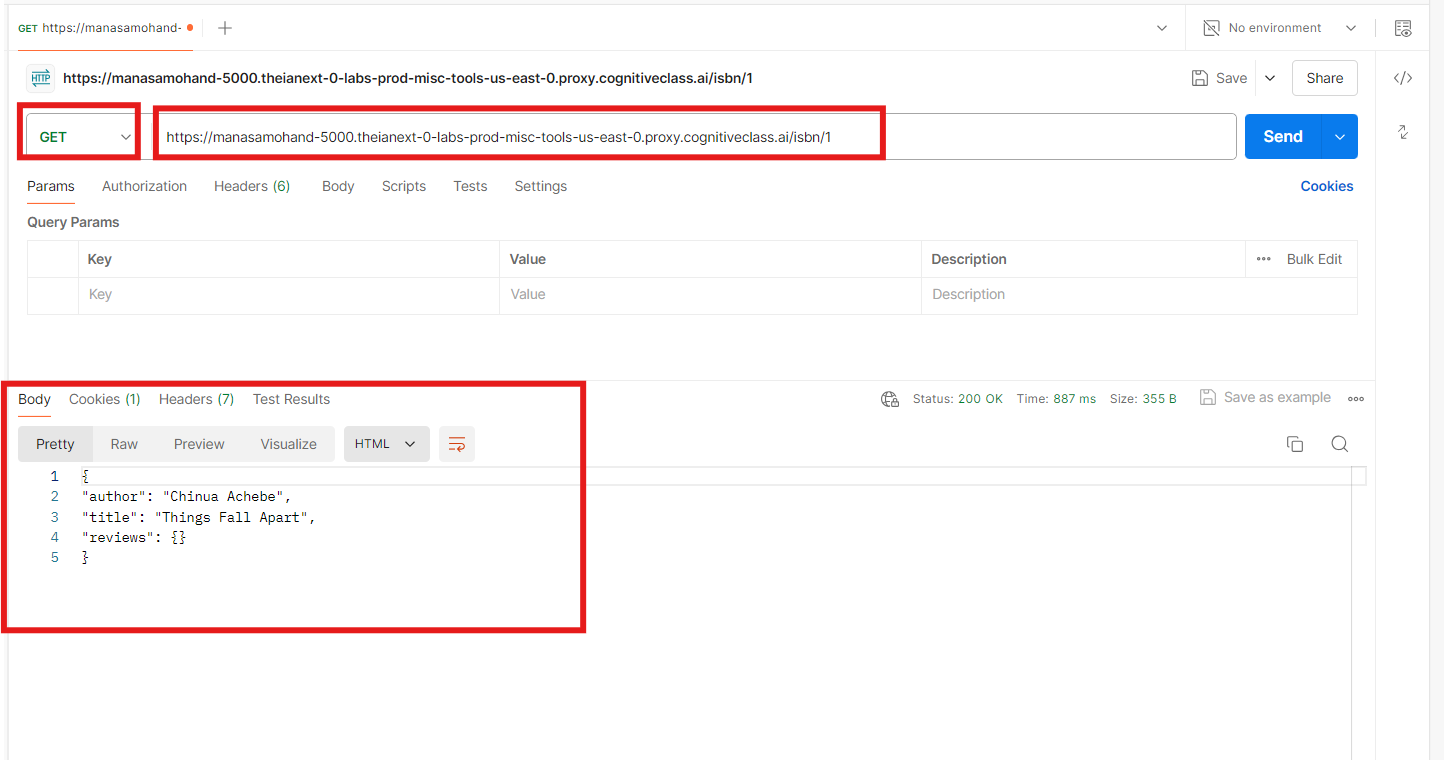 GET https://manasamohand- No environment
HTTP https://manasamohand-5000.theianext-0-labs-prod-misc-tools-us-east-0.proxy.cognitiveclass.ai/isbn/1 Save Share
GET https://manasamohand-5000.theianext-0-labs-prod-misc-tools-us-east-0.proxy.cognitiveclass.ai/isbn/1 Send
Params Authorization Headers (6) Body Scripts Tests Settings Cookies
Query Params
Key Value Description Bulk Edit
Key Value Description
Body Cookies (1) Headers (7) Test Results Status: 200 OK Time: 887 ms Size: 355 B Save as example
Pretty Raw Preview Visualize HTML
1 {
2 "author": "Chinua Achebe",
3 "title": "Things Fall Apart",
4 "reviews": {}
5 }